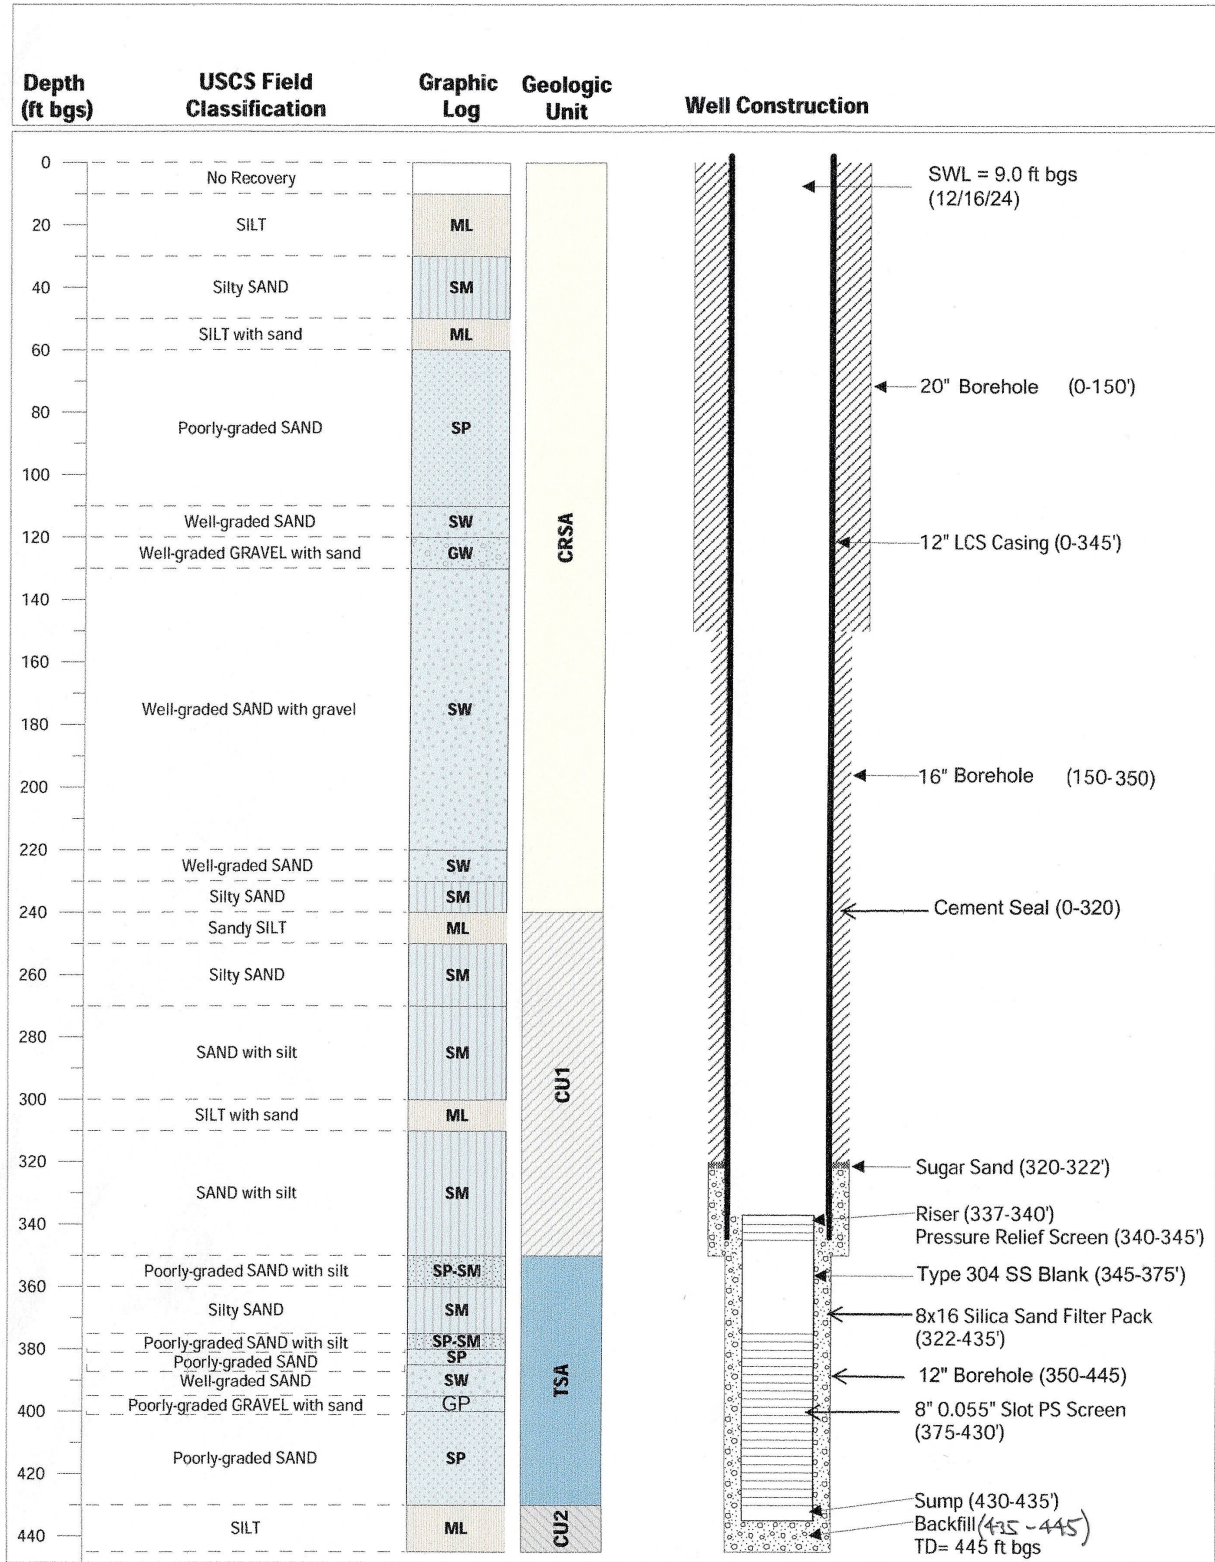 Depth
(ft bgs)
USCS Field
Classification
Graphic
Log
Geologic
Unit
Well Construction
0
20
40
60
80
100
120
140
160
180
200
220
240
260
280
300
320
340
360
380
400
420
440
No Recovery
SILT
Silty SAND
SILT with sand
Poorly-graded SAND
Well-graded SAND
Well-graded GRAVEL with sand
Well-graded SAND with gravel
Well-graded SAND
Silty SAND
Sandy SILT
Silty SAND
SAND with silt
SILT with sand
SAND with silt
Poorly-graded SAND with silt
Silty SAND
Poorly-graded SAND with silt
Poorly-graded SAND
Well-graded SAND
Poorly-graded GRAVEL with sand
Poorly-graded SAND
SILT
ML
SM
ML
SP
SW
GW
SW
SW
SM
ML
SM
SM
ML
SM
SP-SM
SM
SP-SM
SP
SW
GP
SP
ML
CRSA
CU1
TSA
CU2
SWL = 9.0 ft bgs
(12/16/24)
20" Borehole (0-150')
12" LCS Casing (0-345')
16" Borehole (150-350)
Cement Seal (0-320)
Sugar Sand (320-322')
Riser (337-340')
Pressure Relief Screen (340-345')
Type 304 SS Blank (345-375')
8x16 Silica Sand Filter Pack
(322-435')
12" Borehole (350-445)
8" 0.055" Slot PS Screen
(375-430')
Sump (430-435')
Backfill (435-445)
TD= 445 ft bgs